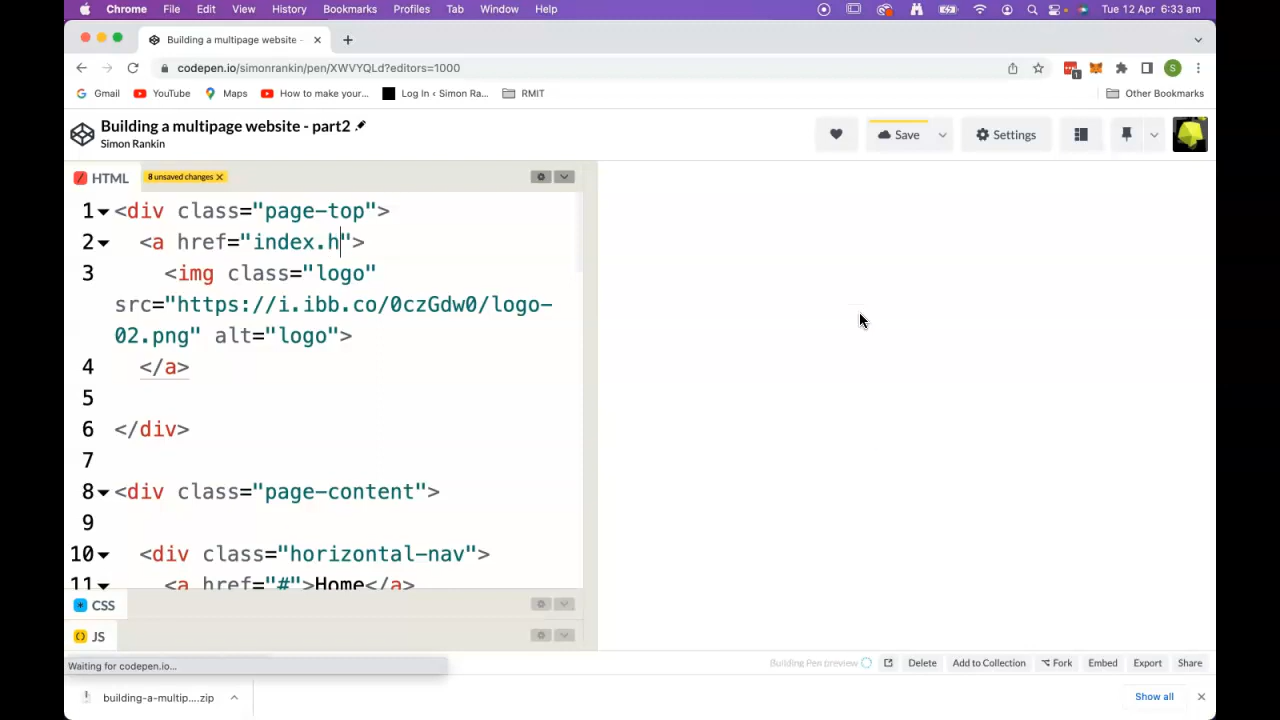 Chrome File Edit View History Bookmarks Profiles Tab Window Help Tue 12 Apr 6:33 am
Building a multipage website -
codepen.io/simonrankin/pen/XWVYQLd?editors=1000
1 S
Gmail YouTube Maps How to make your... Log In ‹ Simon Ra... RMIT Other Bookmarks
Building a multipage website - part2
Simon Rankin
Save Settings
HTML 8 unsaved changes X
1 <div class="page-top">
2 <a href="index.h">
3 <img class="logo"
src="https://i.ibb.co/0czGdw0/logo-
02.png" alt="logo">
4 </a>
5
6 </div>
7
8 <div class="page-content">
9
10 <div class="horizontal-nav">
11 <a href="#">Home</a>
CSS
JS
Waiting for codepen.io...
Building Pen preview Delete Add to Collection Fork Embed Export Share
building-a-multip....zip Show all